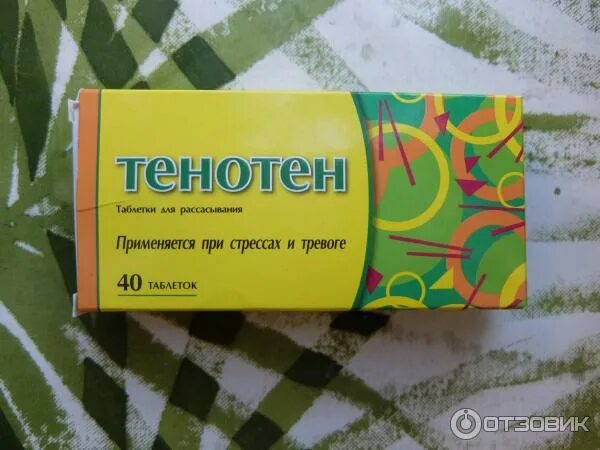 ТЕНОТЕН
Таблетки для рассасывания
Применяется при стрессах и тревоге
40 ТАБЛЕТОК
ОТЗОВИК